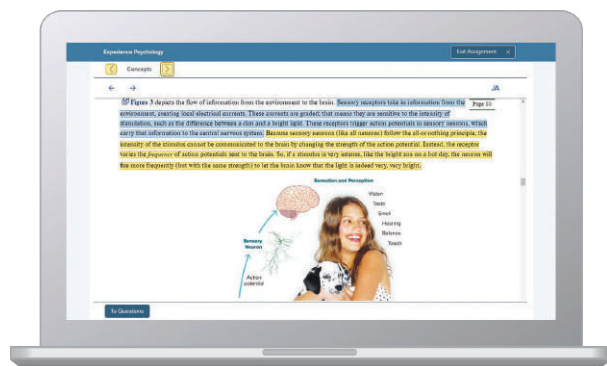 Experience Psychology
Exit Assignment ×
Concepts
Figure 3 depicts the flow of information from the environment to the brain. Sensory receptors take in information from the
Page 93
environment, creating local electrical currents. These currents are graded; that means they are sensitive to the intensity of
stimulation, such as the difference between a dim and a bright light. These receptors trigger action potentials in sensory neurons, which
carry that information to the central nervous system. Because sensory neurons (like all neurons) follow the all-or-nothing principle, the
intensity of the stimulus cannot be communicated to the brain by changing the strength of the action potential. Instead, the receptor
varies the frequency of action potentials sent to the brain. So, if a stimulus is very intense, like the bright sun on a hot day, the neuron will
fire more frequently (but with the same strength) to let the brain know that the light is indeed very, very bright.
Sensation and Perception
Vision
Taste
Smell
Hearing
Balance
Touch
Sensory
Neuron
Action
potential
To Questions